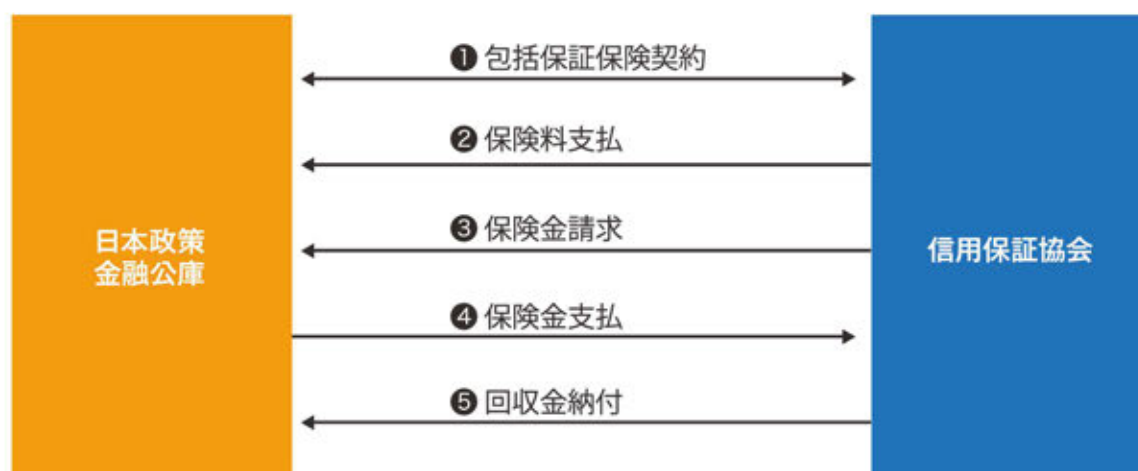 ❶ 包括保証保険契約
❷ 保険料支払
❸ 保険金請求
❹ 保険金支払
❺ 回収金納付
日本政策
金融公庫
信用保証協会